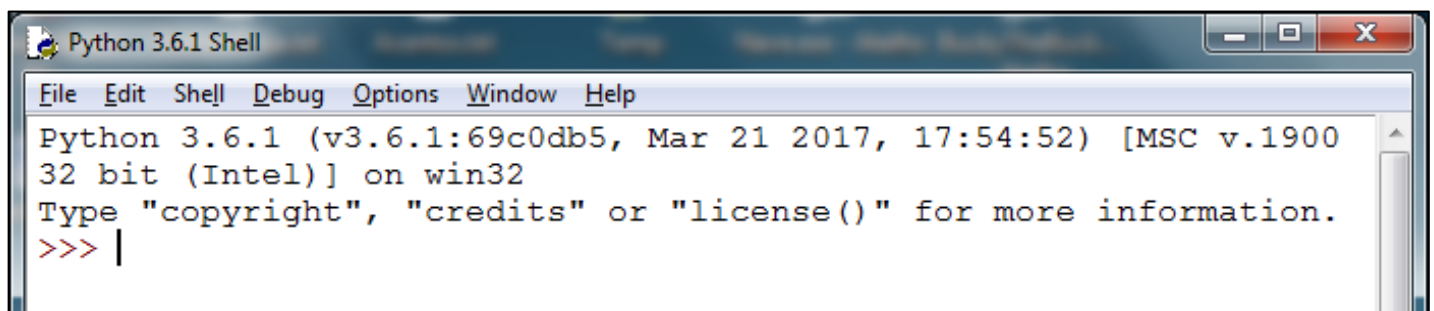 Python 3.6.1 Shell
File Edit Shell Debug Options Window Help
Python 3.6.1 (v3.6.1:69c0db5, Mar 21 2017, 17:54:52) [MSC v.1900
32 bit (Intel)] on win32
Type "copyright", "credits" or "license()" for more information.
>>>